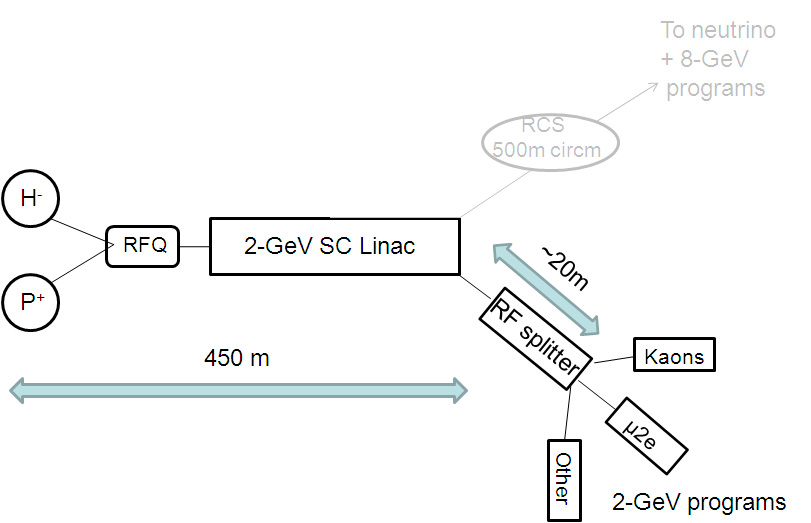 To neutrino
+ 8-GeV
programs
RCS
500m circm
H-
RFQ
2-GeV SC Linac
~20m
P+
RF splitter
450 m
Kaons
μ2e
Other
2-GeV programs